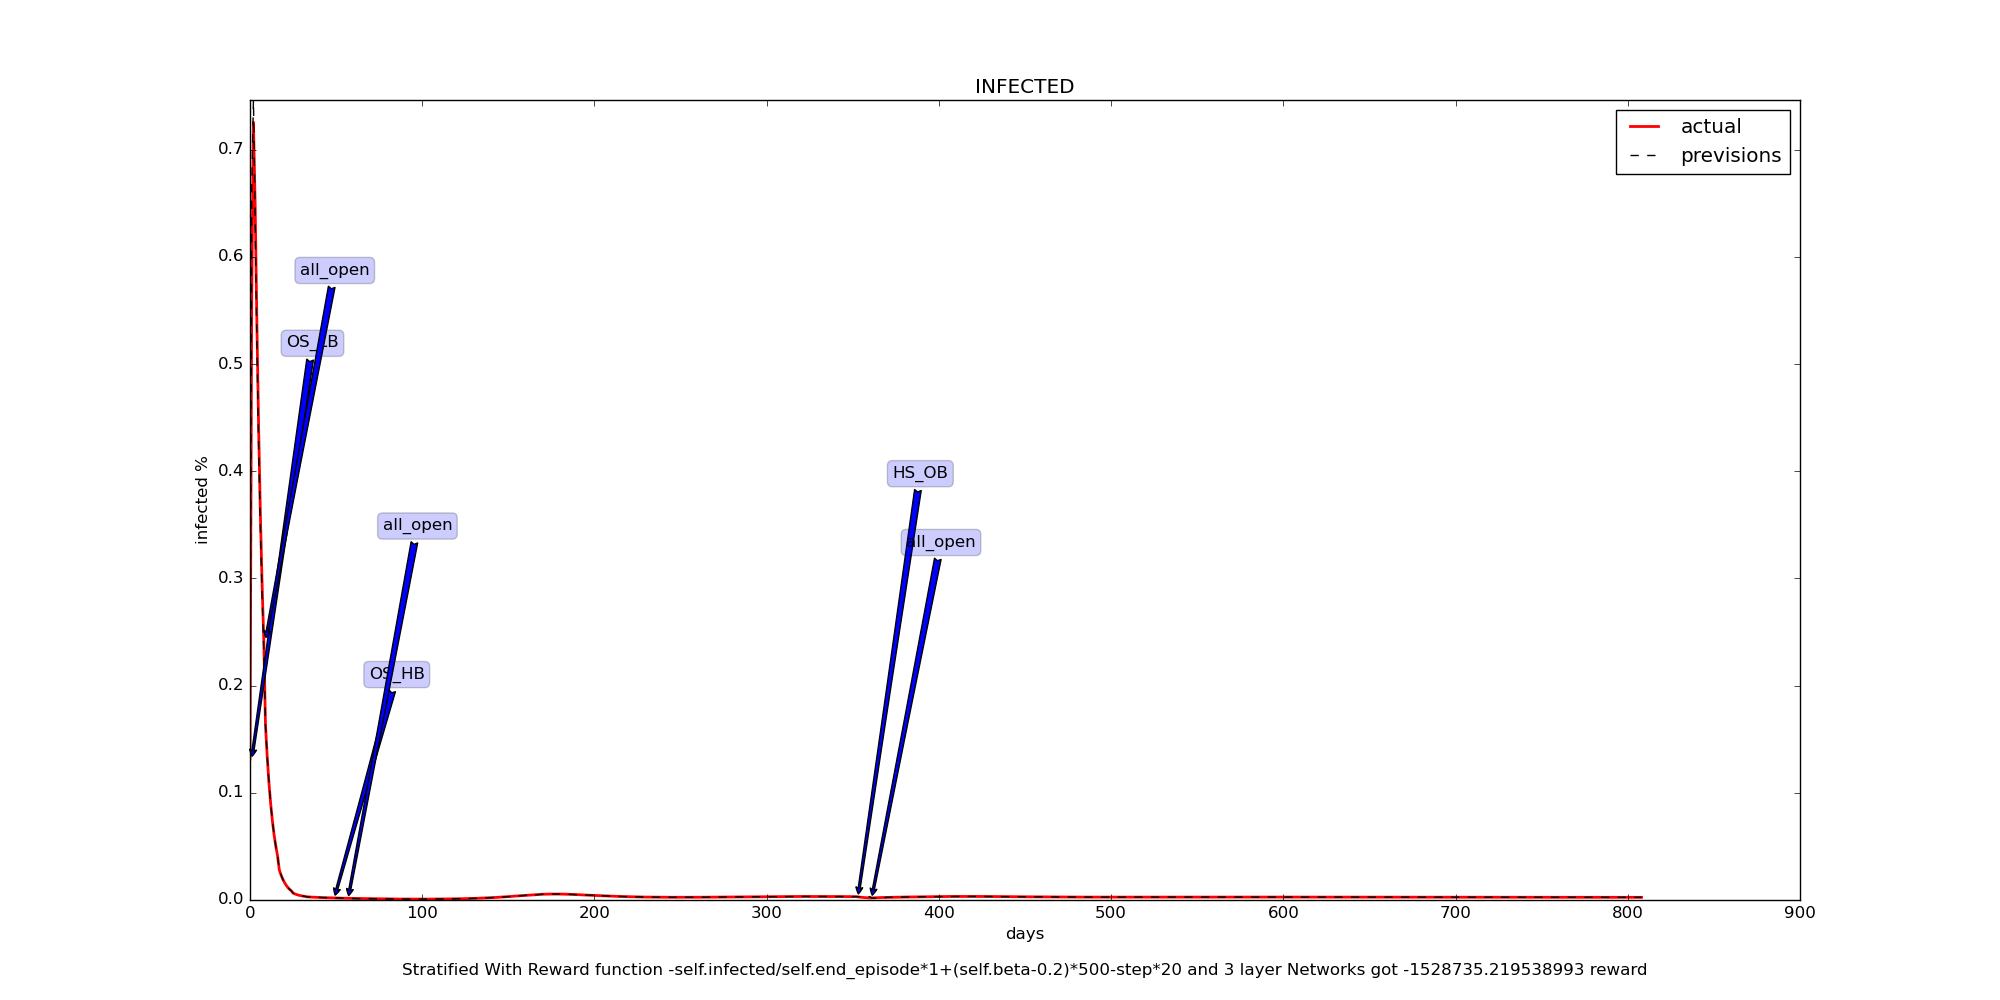 INFECTED
actual
previsions
0.7
0.6
0.5
0.4
0.3
0.2
0.1
0.0
infected %
all_open
OS_LB
all_open
OS_HB
HS_OB
all_open
0 100 200 300 400 500 600 700 800 900
days
Stratified With Reward function -self.infected/self.end_episode*1+(self.beta-0.2)*500-step*20 and 3 layer Networks got -1528735.219538993 reward